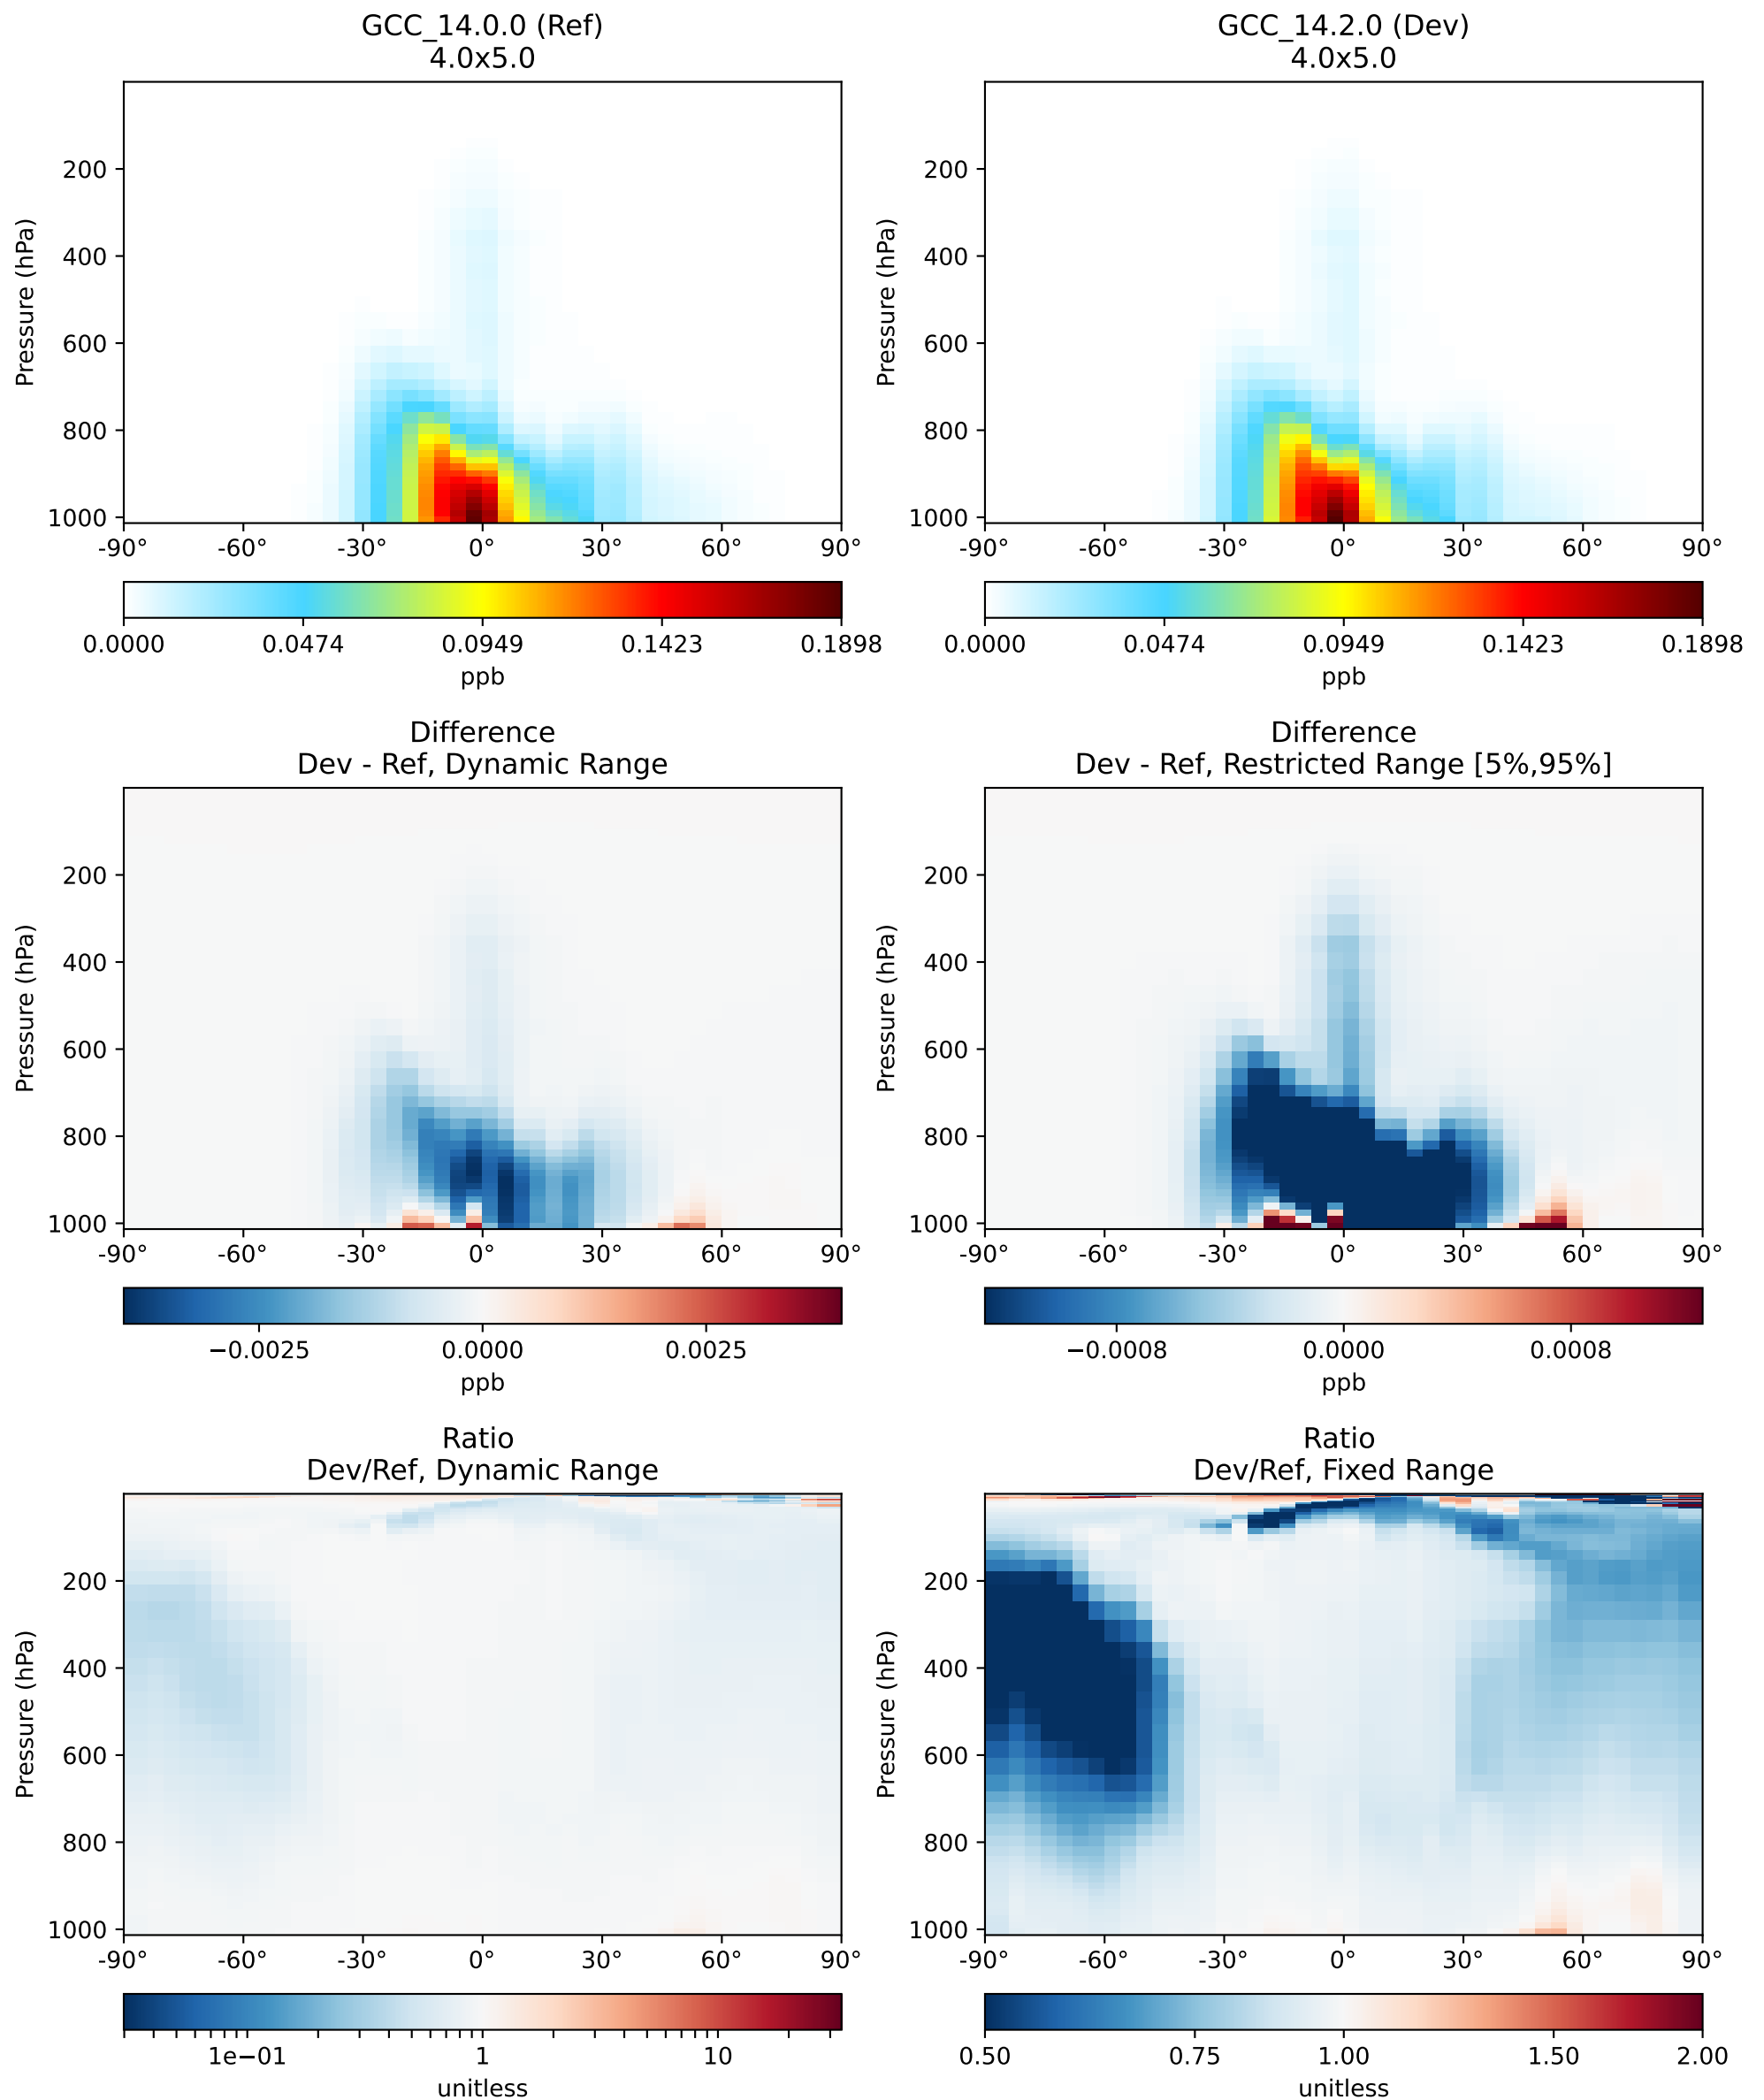 GCC_14.0.0 (Ref)
4.0x5.0
Pressure (hPa)
200
400
600
800
1000
-90° -60° -30° 0° 30° 60° 90°
0.0000 0.0474 0.0949 0.1423 0.1898
ppb
GCC_14.2.0 (Dev)
4.0x5.0
Pressure (hPa)
200
400
600
800
1000
-90° -60° -30° 0° 30° 60° 90°
0.0000 0.0474 0.0949 0.1423 0.1898
ppb
Difference
Dev - Ref, Dynamic Range
Pressure (hPa)
200
400
600
800
1000
-90° -60° -30° 0° 30° 60° 90°
−0.0025 0.0000 0.0025
ppb
Difference
Dev - Ref, Restricted Range [5%,95%]
Pressure (hPa)
200
400
600
800
1000
-90° -60° -30° 0° 30° 60° 90°
−0.0008 0.0000 0.0008
ppb
Ratio
Dev/Ref, Dynamic Range
Pressure (hPa)
200
400
600
800
1000
-90° -60° -30° 0° 30° 60° 90°
1e−01 1 10
unitless
Ratio
Dev/Ref, Fixed Range
Pressure (hPa)
200
400
600
800
1000
-90° -60° -30° 0° 30° 60° 90°
0.50 0.75 1.00 1.50 2.00
unitless